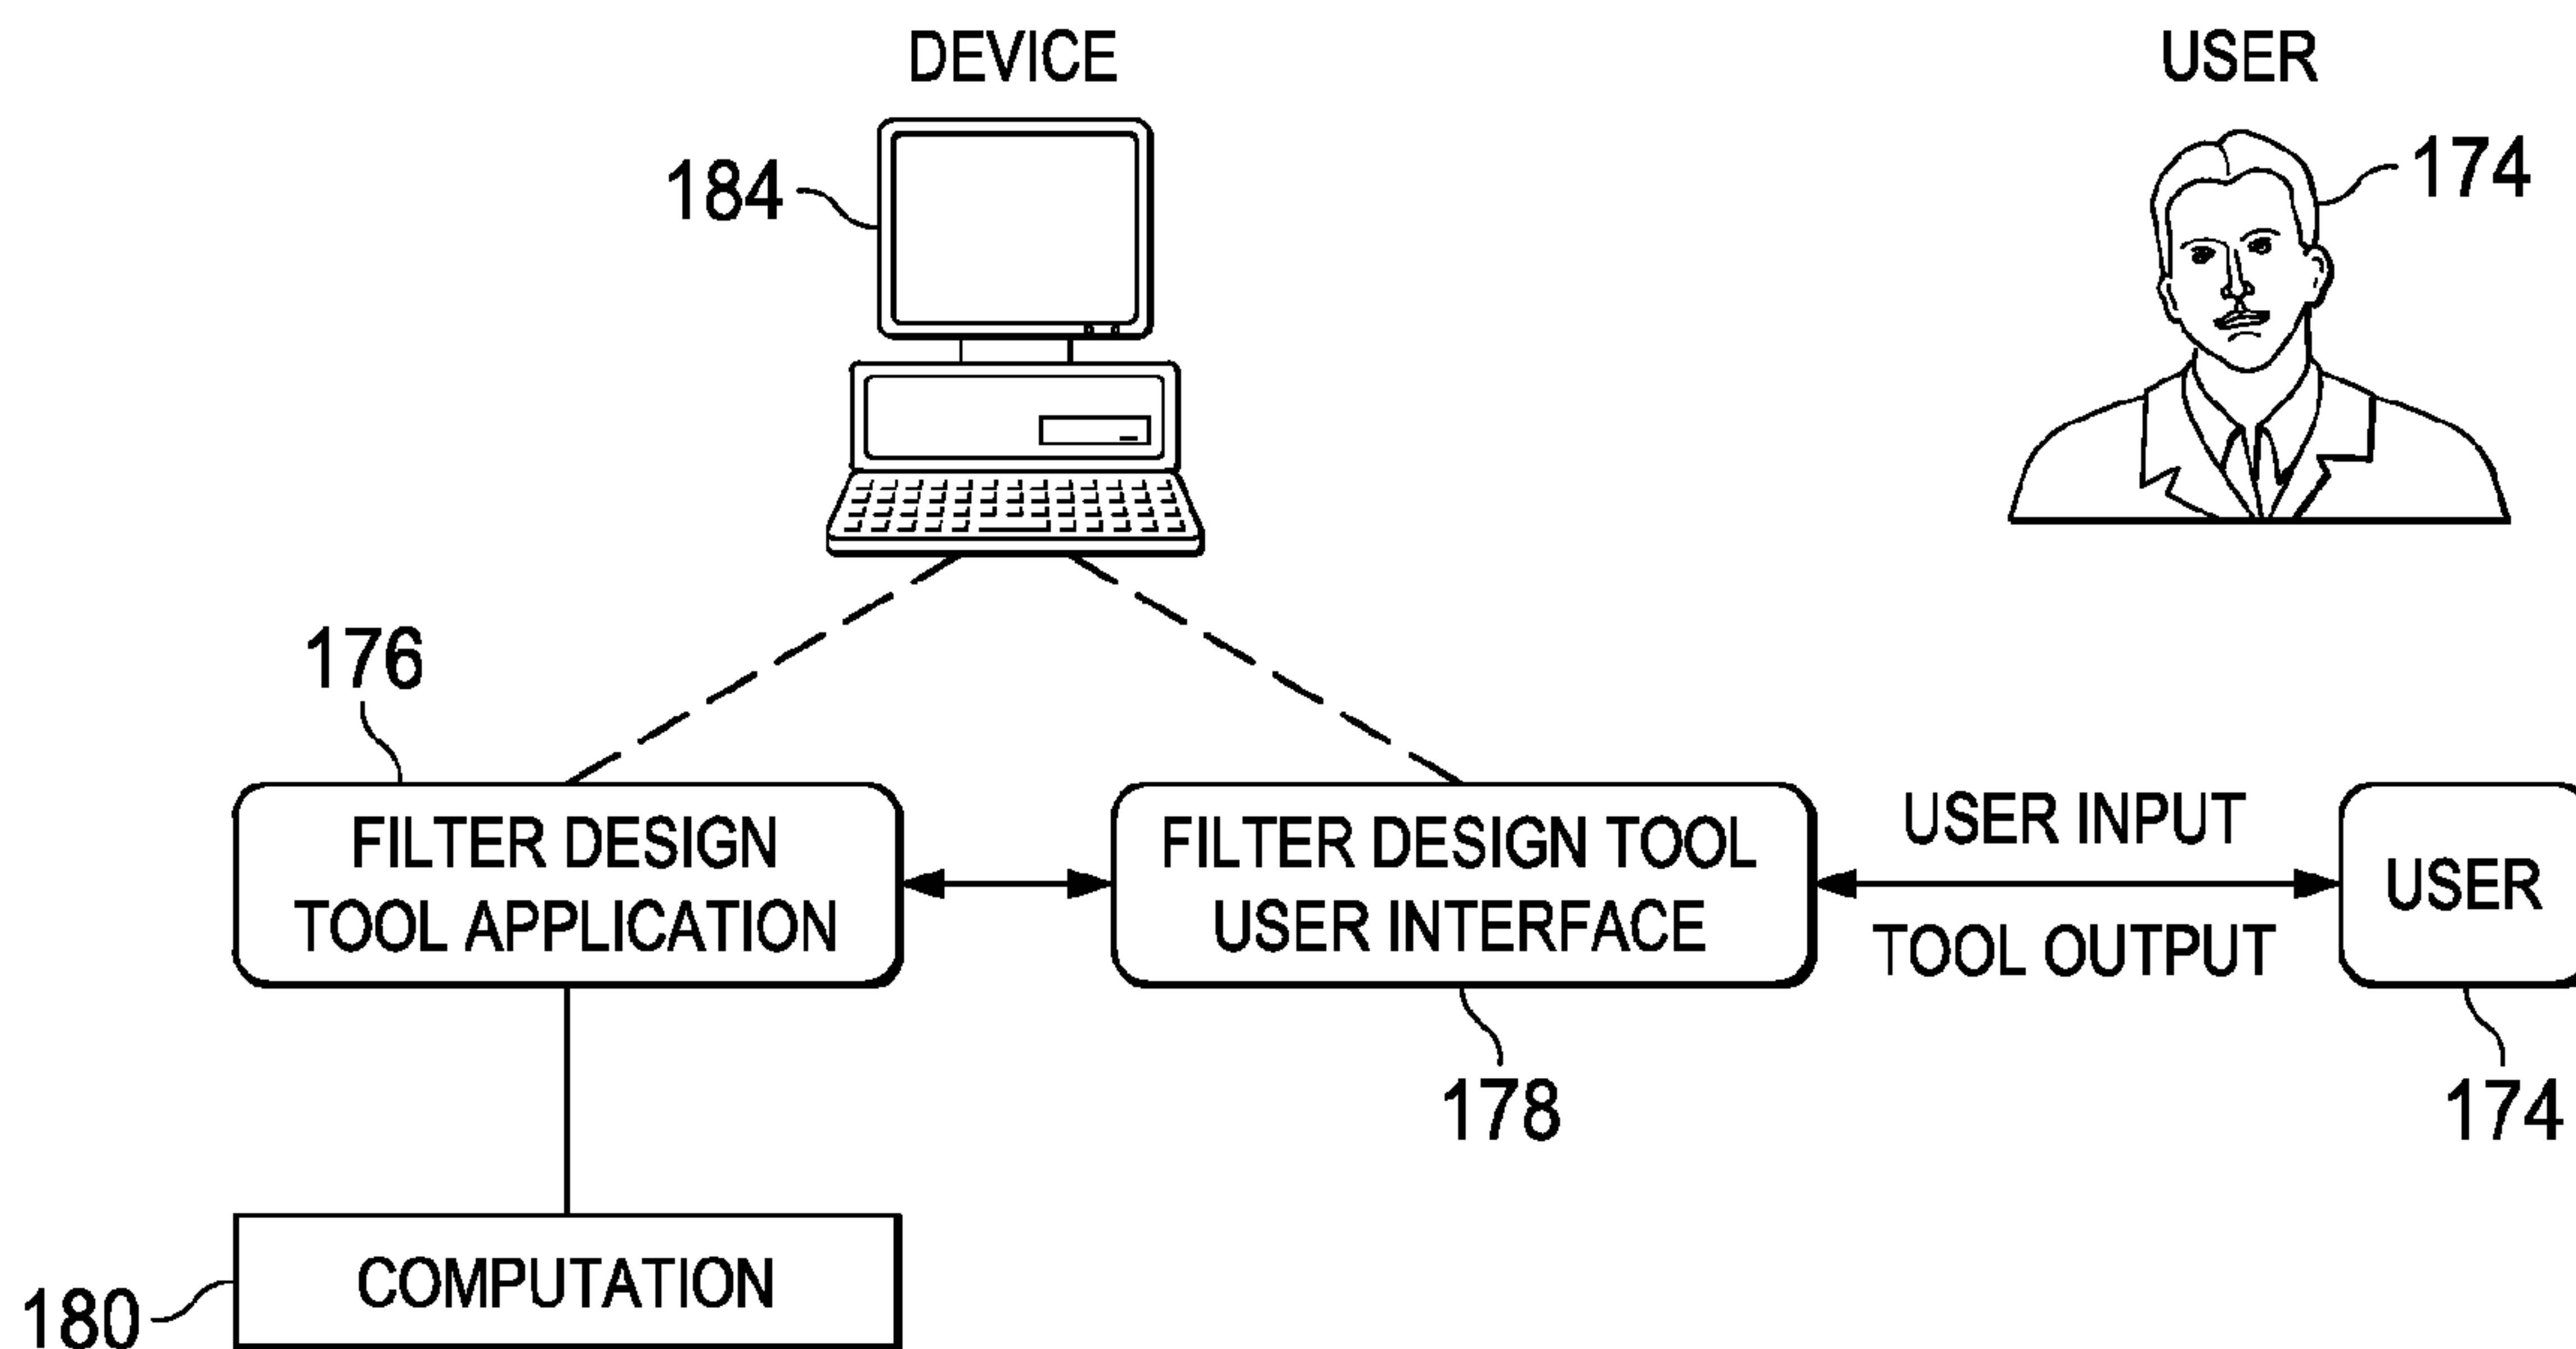 DEVICE
USER
184
174
176
FILTER DESIGN
TOOL APPLICATION
FILTER DESIGN TOOL
USER INTERFACE
USER INPUT
TOOL OUTPUT
USER
178
174
COMPUTATION
180